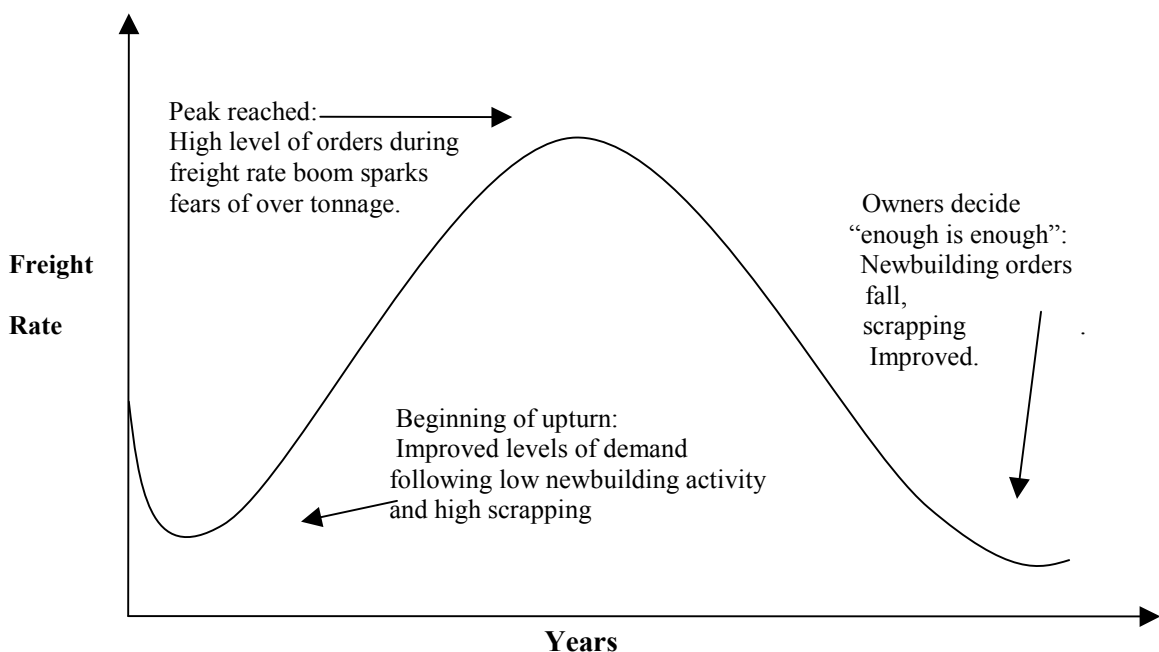 Peak reached:
High level of orders during
freight rate boom sparks
fears of over tonnage.
Owners decide
“enough is enough”:
Newbuilding orders
fall,
scrapping .
Improved.
Freight
Rate
Beginning of upturn:
Improved levels of demand
following low newbuilding activity
and high scrapping
Years